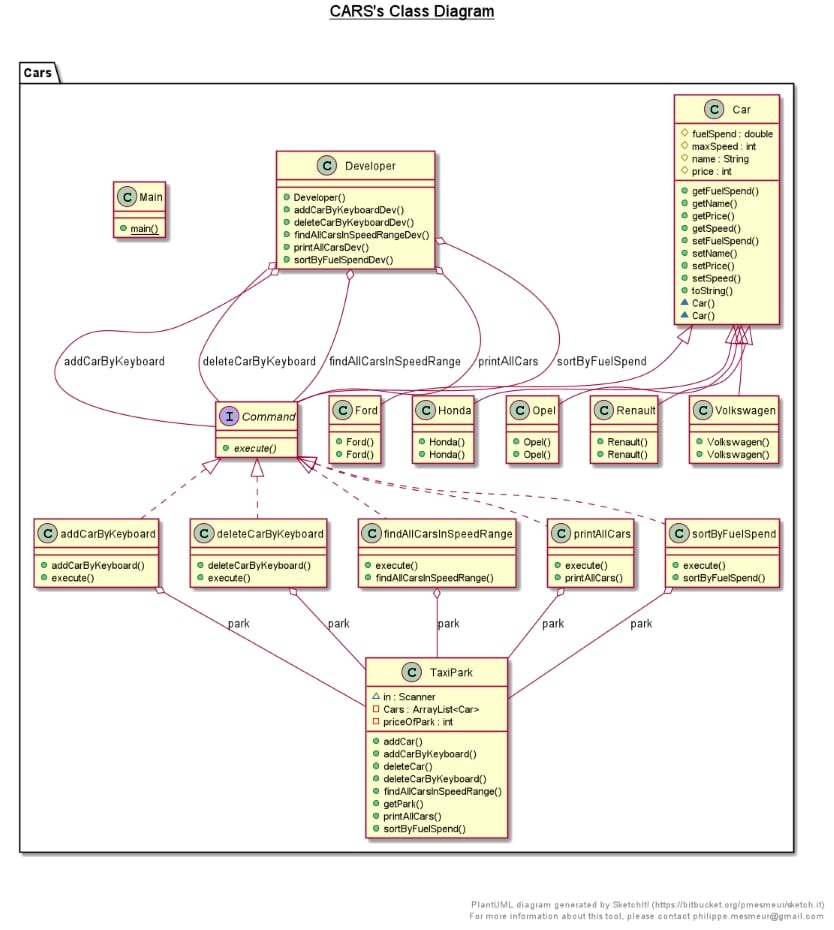 CARS's Class Diagram
Cars
C Car
fuelSpend : double
maxSpeed : int
name : String
price : int
getFuelSpend()
getName()
getPrice()
getSpeed()
setFuelSpend()
setName()
setPrice()
setSpeed()
toString()
Car()
Car()
C Developer
Developer()
addCarByKeyboardDev()
deleteCarByKeyboardDev()
findAllCarsInSpeedRangeDev()
printAllCarsDev()
sortByFuelSpendDev()
C Main
main()
addCarByKeyboard
deleteCarByKeyboard
findAllCarsInSpeedRange
printAllCars
sortByFuelSpend
I Command
execute()
C Ford
Ford()
Ford()
C Honda
Honda()
Honda()
C Opel
Opel()
Opel()
C Renault
Renault()
Renault()
C Volkswagen
Volkswagen()
Volkswagen()
C addCarByKeyboard
addCarByKeyboard()
execute()
C deleteCarByKeyboard
deleteCarByKeyboard()
execute()
C findAllCarsInSpeedRange
execute()
findAllCarsInSpeedRange()
C printAllCars
execute()
printAllCars()
C sortByFuelSpend
execute()
sortByFuelSpend()
park
park
park
park
park
C TaxiPark
in : Scanner
Cars : ArrayList<Car>
priceOfPark : int
addCar()
addCarByKeyboard()
deleteCar()
deleteCarByKeyboard()
findAllCarsInSpeedRange()
getPark()
printAllCars()
sortByFuelSpend()
PlantUML diagram generated by SketchIt! (https://bitbucket.org/pmesmeur/sketch.it)
For more information about this tool, please contact philippe.mesmeur@gmail.com